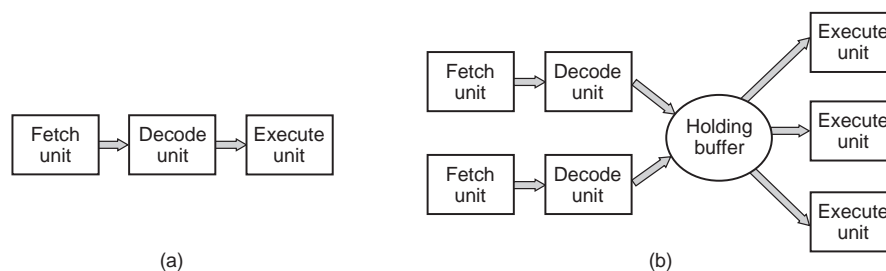 Fetch
unit
Decode
unit
Execute
unit
(a)
Fetch
unit
Decode
unit
Fetch
unit
Decode
unit
Holding
buffer
Execute
unit
Execute
unit
Execute
unit
(b)